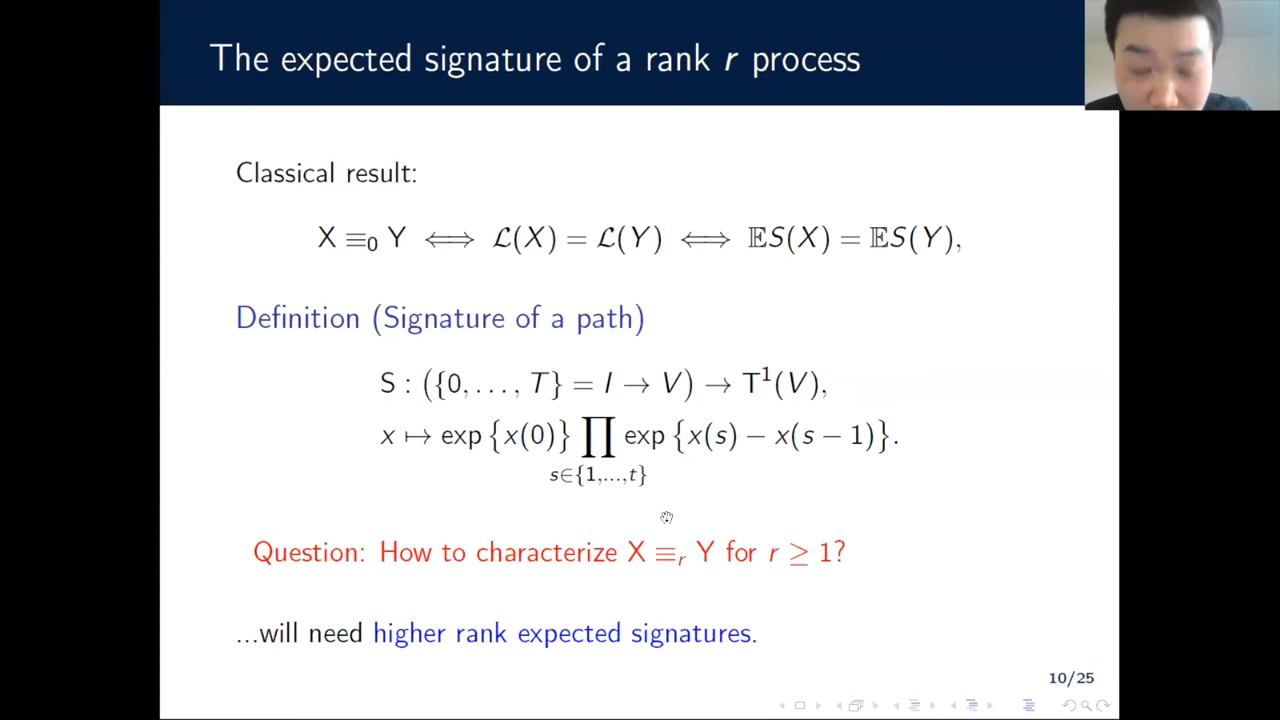 The expected signature of a rank r process
Classical result:
X ≡₀ Y ⟺ ℒ(X) = ℒ(Y) ⟺ 𝔼S(X) = 𝔼S(Y),
Definition (Signature of a path)
S : ({0, . . . , T} = I → V) → T¹(V),
x ↦ exp {x(0)} ∏ exp {x(s) − x(s − 1)}.
s∈{1,...,t}
Question: How to characterize X ≡ᵣ Y for r ≥ 1?
...will need higher rank expected signatures.
10/25